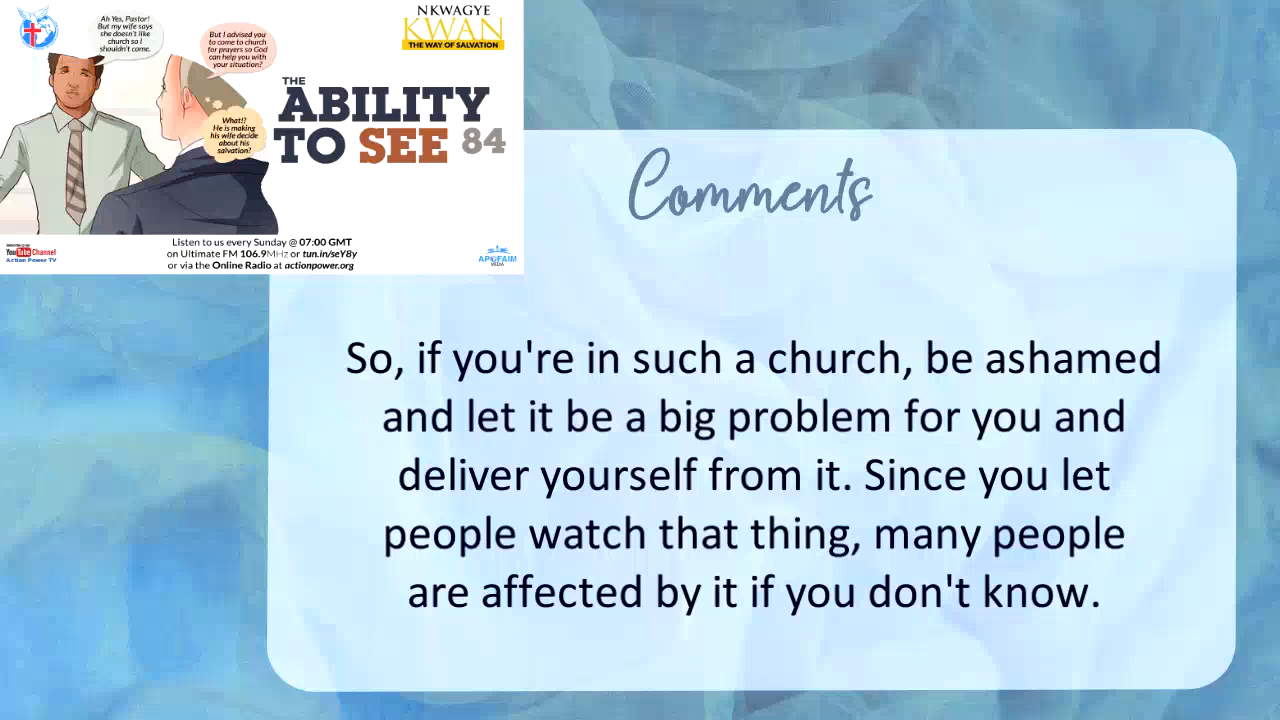 Ah Yes, Pastor!
But my wife says
she doesn't like
church so I
shouldn't come.
But I advised you
to come to church
for prayers so God
can help you with
your situation?
What!?
He is making
his wife decide
about his
salvation?
NKWAGYE
KWAN
THE WAY OF SALVATION
THE
ABILITY
TO SEE 84
YouTube Channel
Action Power TV
Listen to us every Sunday @ 07:00 GMT
on Ultimate FM 106.9MHz or tun.in/seY8y
or via the Online Radio at actionpower.org
APOFAIM
MEDIA
Comments
So, if you're in such a church, be ashamed
and let it be a big problem for you and
deliver yourself from it. Since you let
people watch that thing, many people
are affected by it if you don't know.